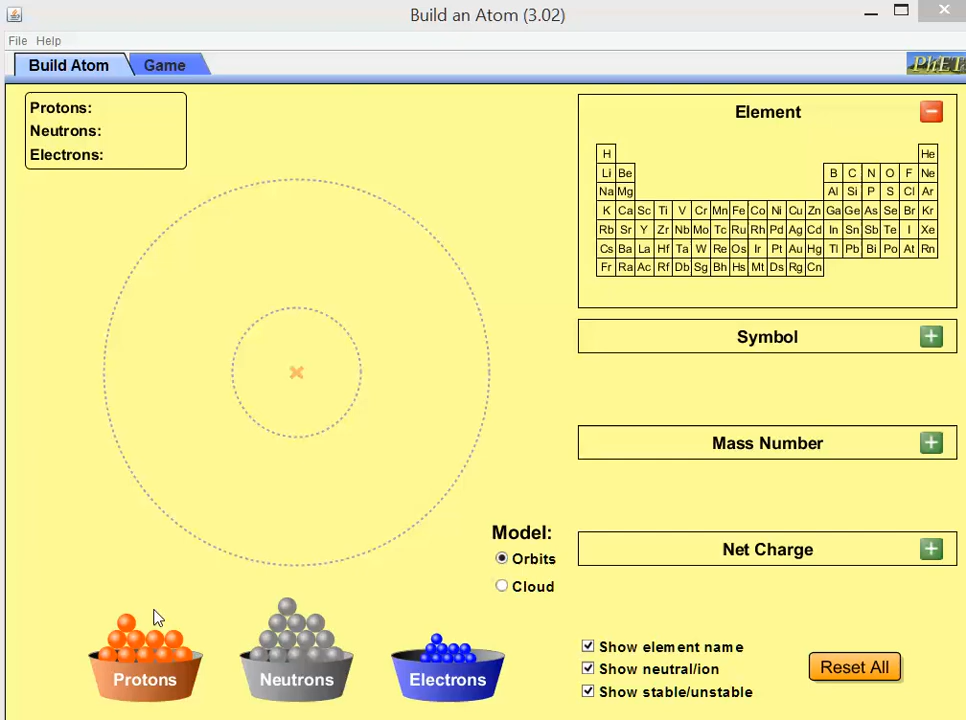 Build an Atom (3.02)
File Help
Build Atom Game PhET
Protons:
Neutrons:
Electrons:
Element
H He
Li Be B C N O F Ne
Na Mg Al Si P S Cl Ar
K Ca Sc Ti V Cr Mn Fe Co Ni Cu Zn Ga Ge As Se Br Kr
Rb Sr Y Zr Nb Mo Tc Ru Rh Pd Ag Cd In Sn Sb Te I Xe
Cs Ba La Hf Ta W Re Os Ir Pt Au Hg Tl Pb Bi Po At Rn
Fr Ra Ac Rf Db Sg Bh Hs Mt Ds Rg Cn
Symbol
Mass Number
Net Charge
Model:
Orbits
Cloud
Protons
Neutrons
Electrons
Show element name
Show neutral/ion
Show stable/unstable
Reset All